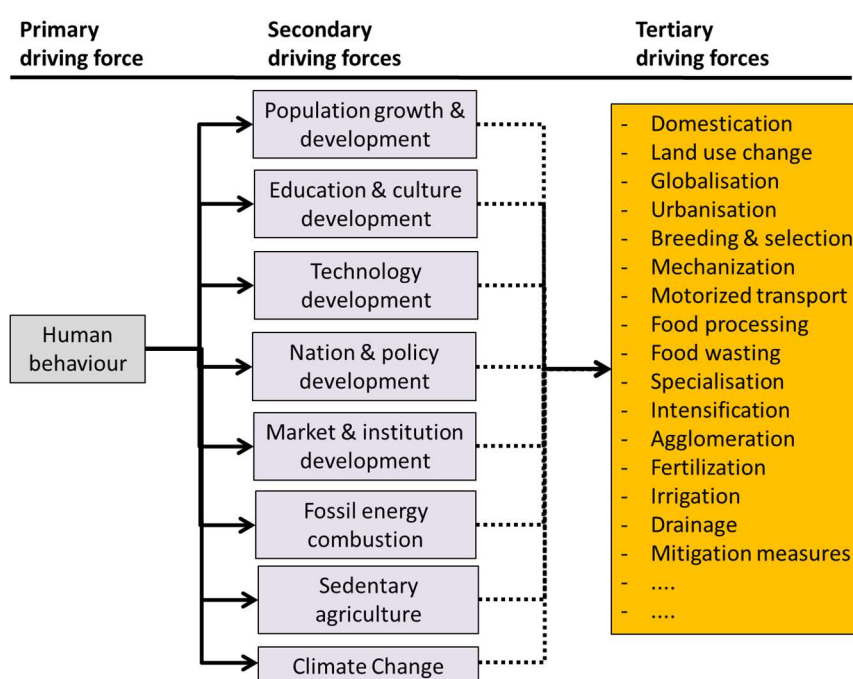 Primary
driving force
Secondary
driving forces
Tertiary
driving forces
Human
behaviour
Population growth &
development
Education & culture
development
Technology
development
Nation & policy
development
Market & institution
development
Fossil energy
combustion
Sedentary
agriculture
Climate Change
- Domestication
- Land use change
- Globalisation
- Urbanisation
- Breeding & selection
- Mechanization
- Motorized transport
- Food processing
- Food wasting
- Specialisation
- Intensification
- Agglomeration
- Fertilization
- Irrigation
- Drainage
- Mitigation measures
- ....
- ....